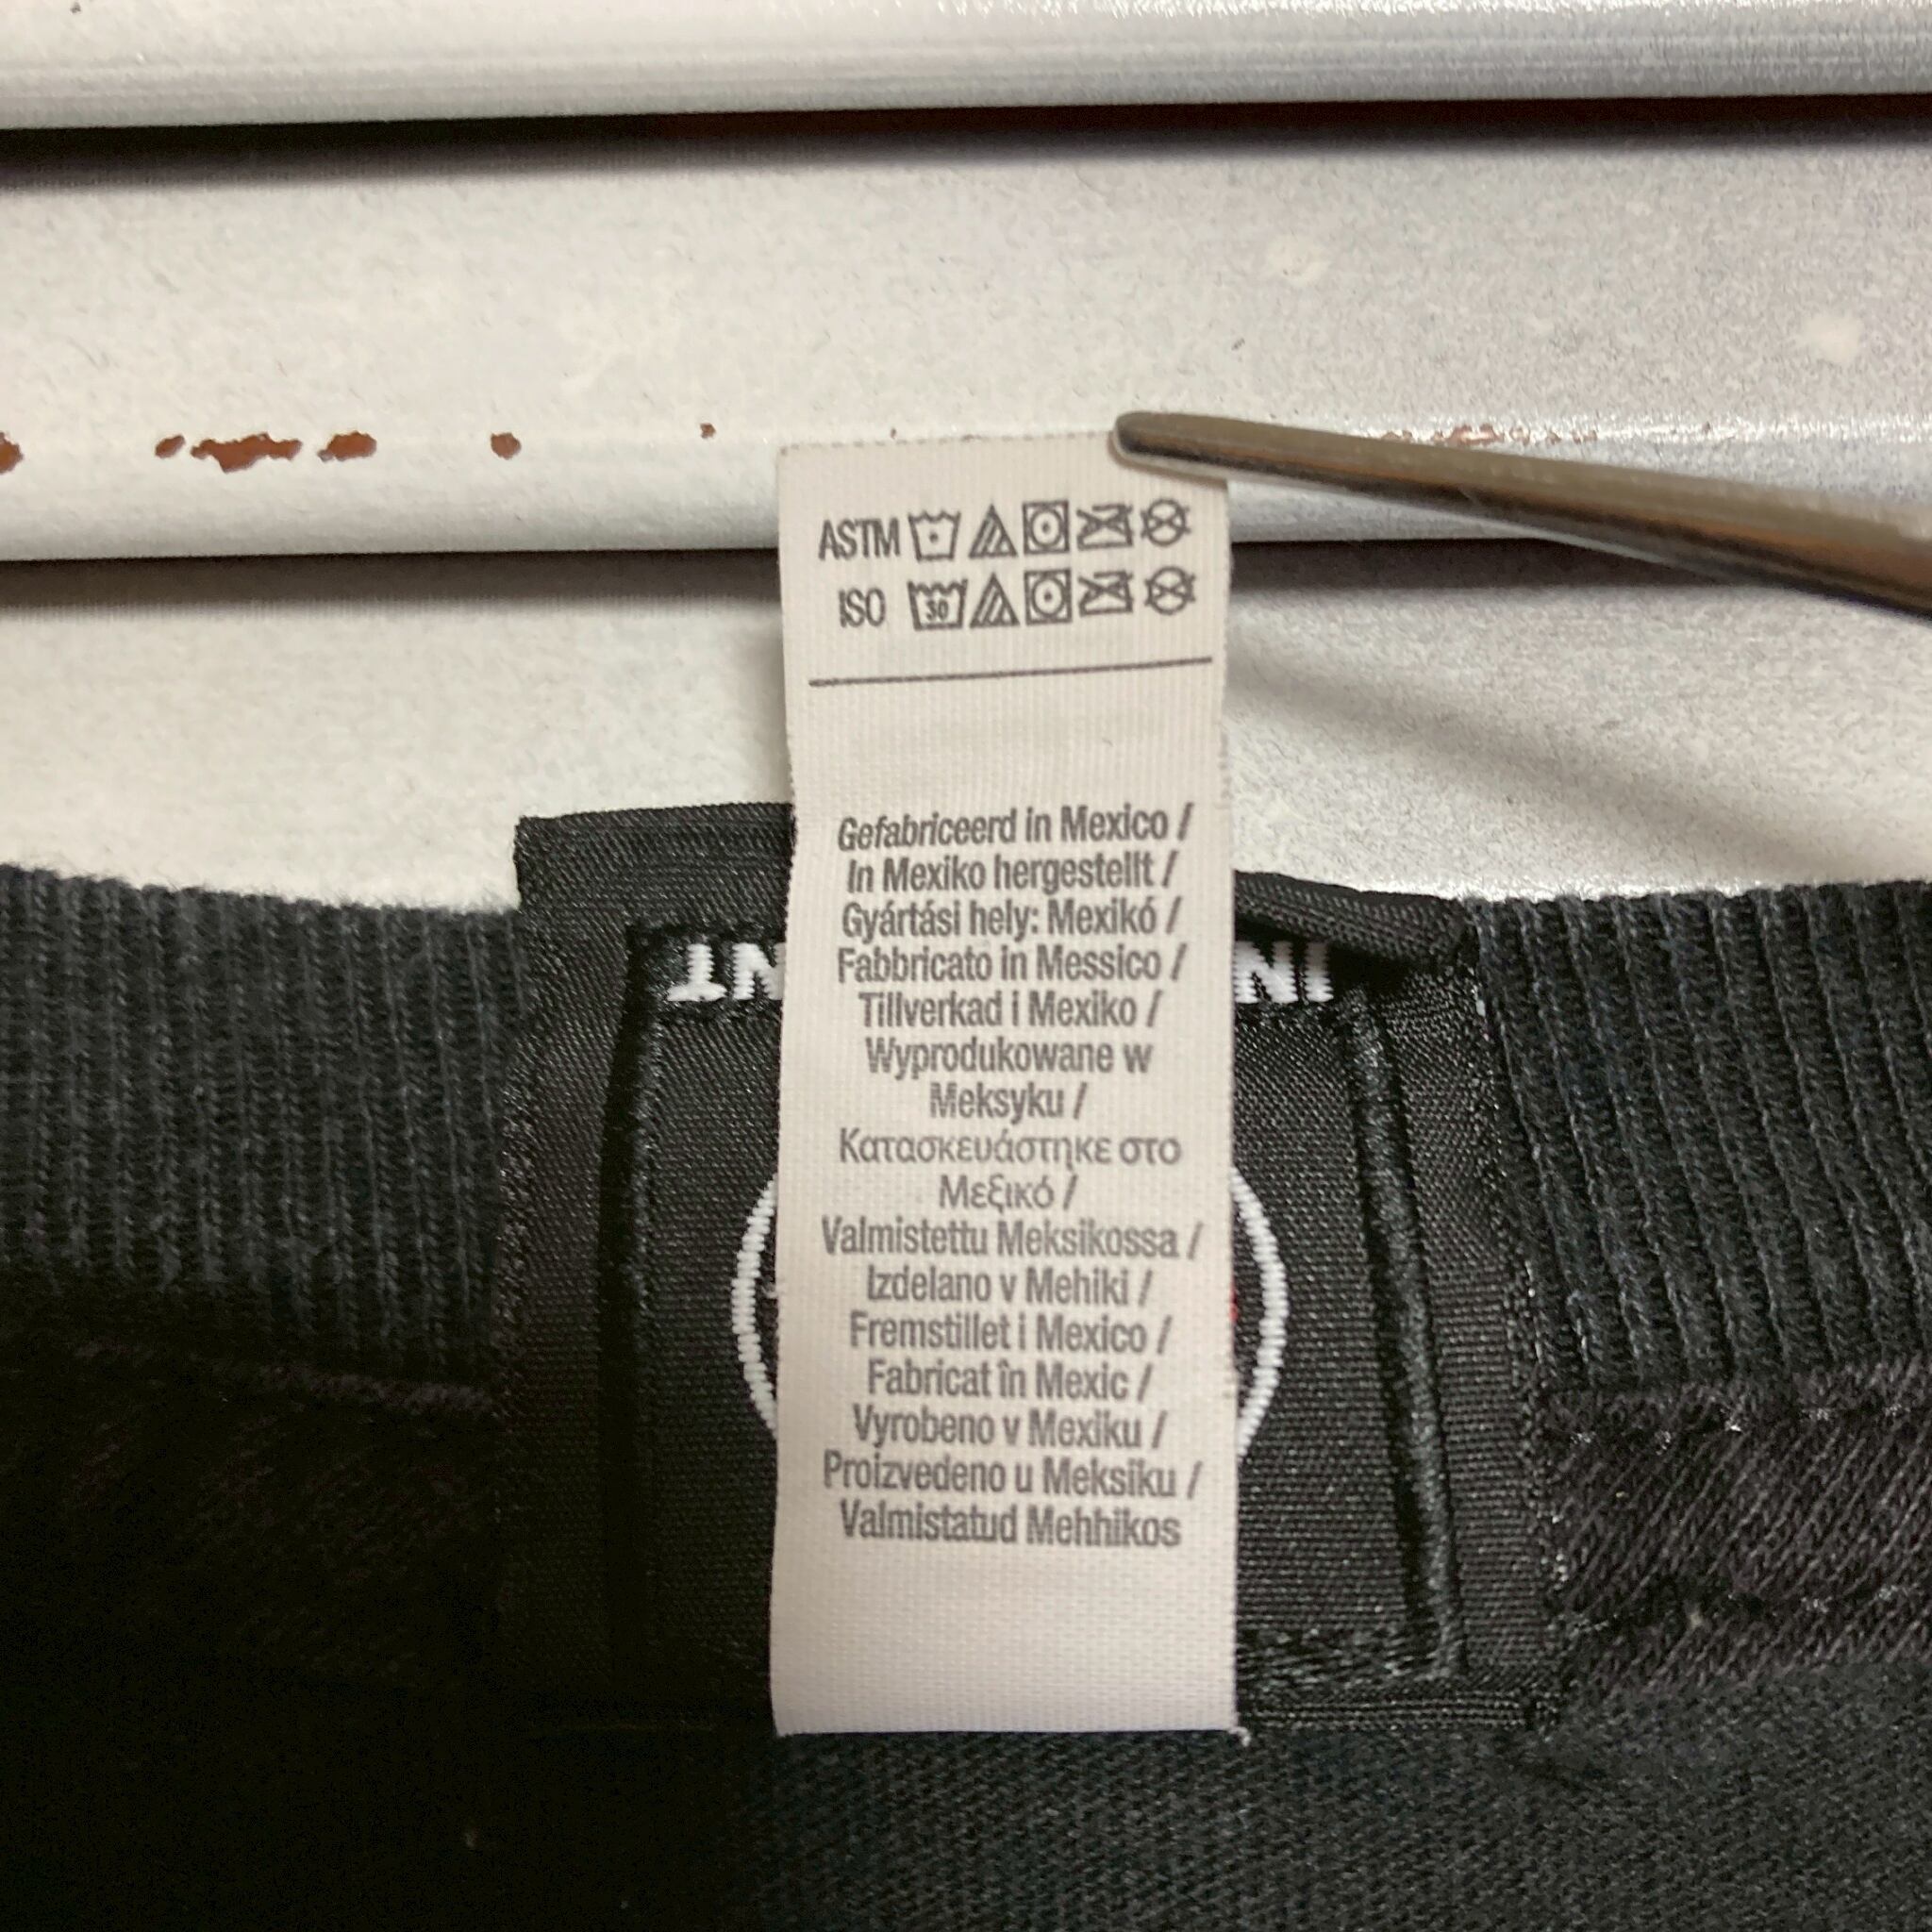 ASTM
ISO 30
Gefabriceerd in Mexico /
In Mexiko hergestellt /
Gyártási hely: Mexikó /
Fabbricato in Messico /
Tillverkad i Mexiko /
Wyprodukowane w
Meksyku /
Κατασκευάστηκε στο
Μεξικό /
Valmistettu Meksikossa /
Izdelano v Mehiki /
Fremstillet i Mexico /
Fabricat în Mexic /
Vyrobeno v Mexiku /
Proizvedeno u Meksiku /
Valmistatud Mehhikos